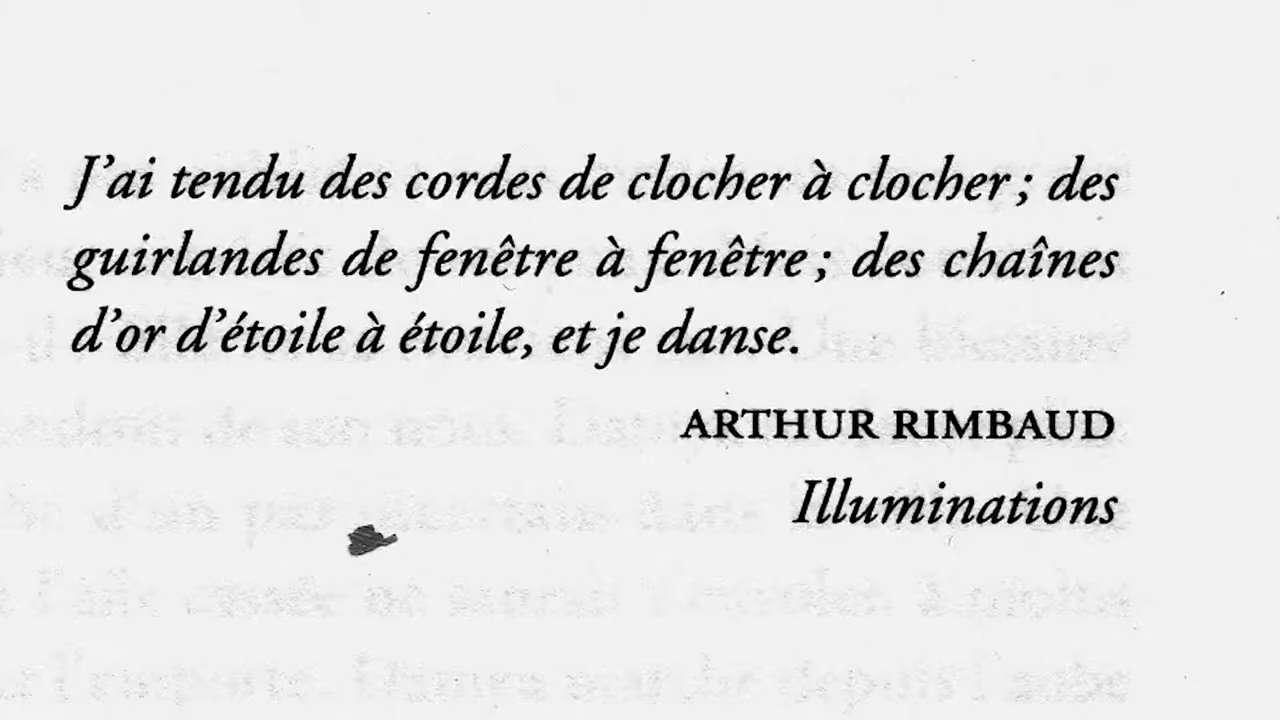 J’ai tendu des cordes de clocher à clocher ; des
guirlandes de fenêtre à fenêtre ; des chaînes
d’or d’étoile à étoile, et je danse.
ARTHUR RIMBAUD
Illuminations